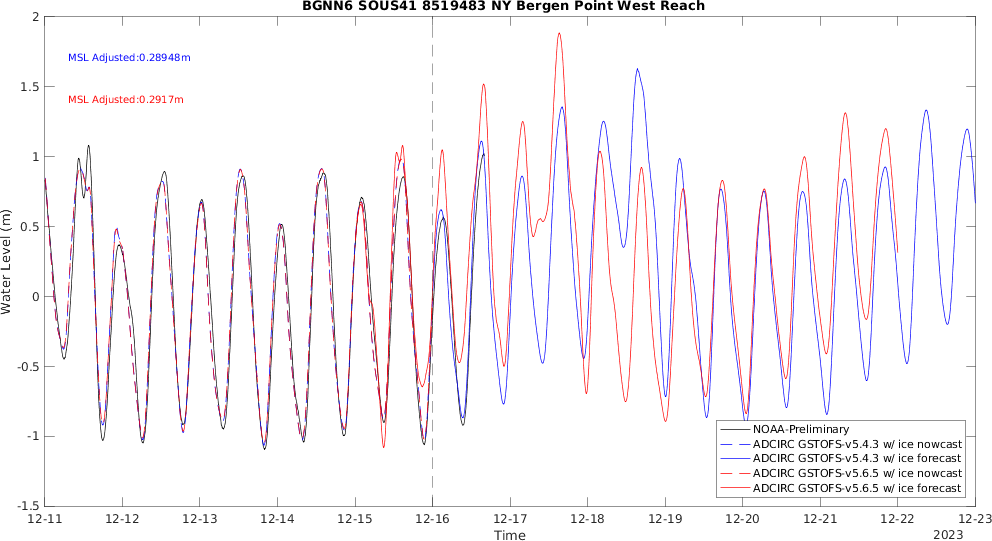 BGNN6 SOUS41 8519483 NY Bergen Point West Reach
MSL Adjusted:0.28948m
MSL Adjusted:0.2917m
Water Level (m)
2
1.5
1
0.5
0
-0.5
-1
-1.5
NOAA-Preliminary
ADCIRC GSTOFS-v5.4.3 w/ ice nowcast
ADCIRC GSTOFS-v5.4.3 w/ ice forecast
ADCIRC GSTOFS-v5.6.5 w/ ice nowcast
ADCIRC GSTOFS-v5.6.5 w/ ice forecast
12-11 12-12 12-13 12-14 12-15 12-16 12-17 12-18 12-19 12-20 12-21 12-22 12-23
Time
2023